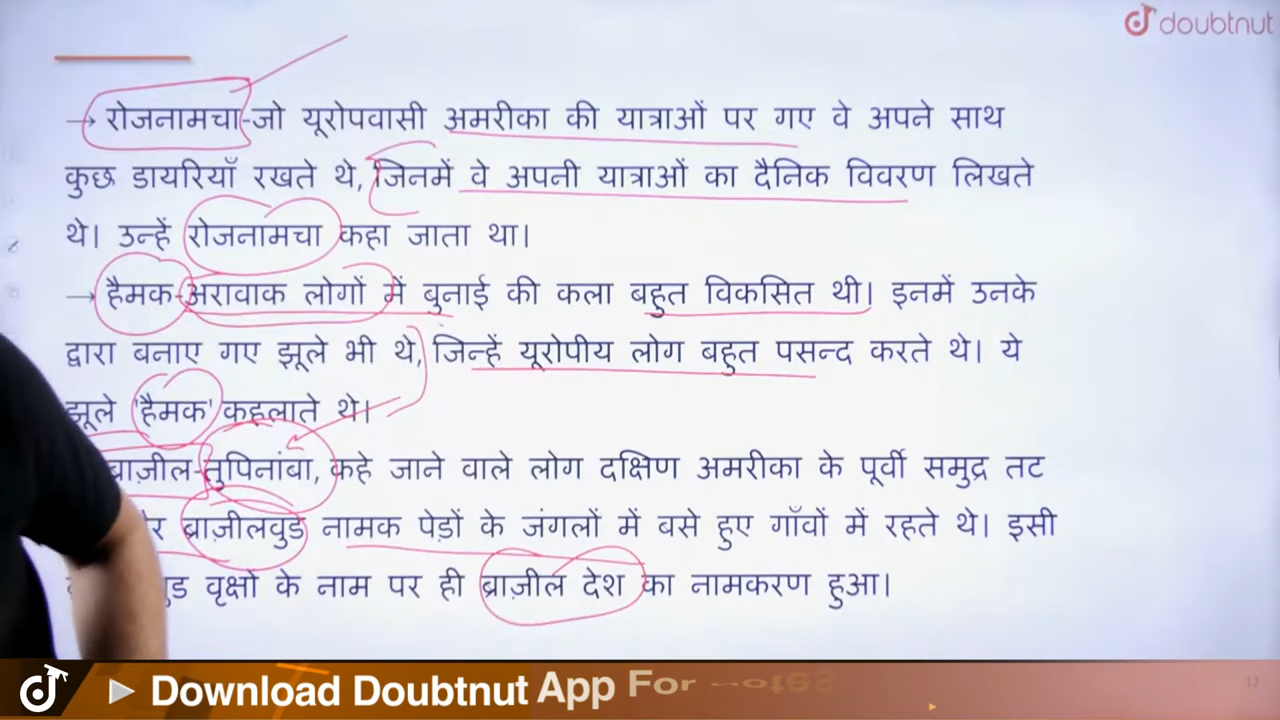 doubtnut
→ रोजनामचा-जो यूरोपवासी अमरीका की यात्राओं पर गए वे अपने साथ
कुछ डायरियाँ रखते थे, जिनमें वे अपनी यात्राओं का दैनिक विवरण लिखते
थे। उन्हें रोजनामचा कहा जाता था।
→ हैमक-अरावाक लोगों में बुनाई की कला बहुत विकसित थी। इनमें उनके
द्वारा बनाए गए झूले भी थे, जिन्हें यूरोपीय लोग बहुत पसन्द करते थे। ये
झूले 'हैमक' कहलाते थे।
ब्राज़ील-तुपिनांबा, कहे जाने वाले लोग दक्षिण अमरीका के पूर्वी समुद्र तट
ब्राज़ीलवुड नामक पेड़ों के जंगलों में बसे हुए गाँवों में रहते थे। इसी
वृक्षों के नाम पर ही ब्राज़ील देश का नामकरण हुआ।
Download Doubtnut App For
12